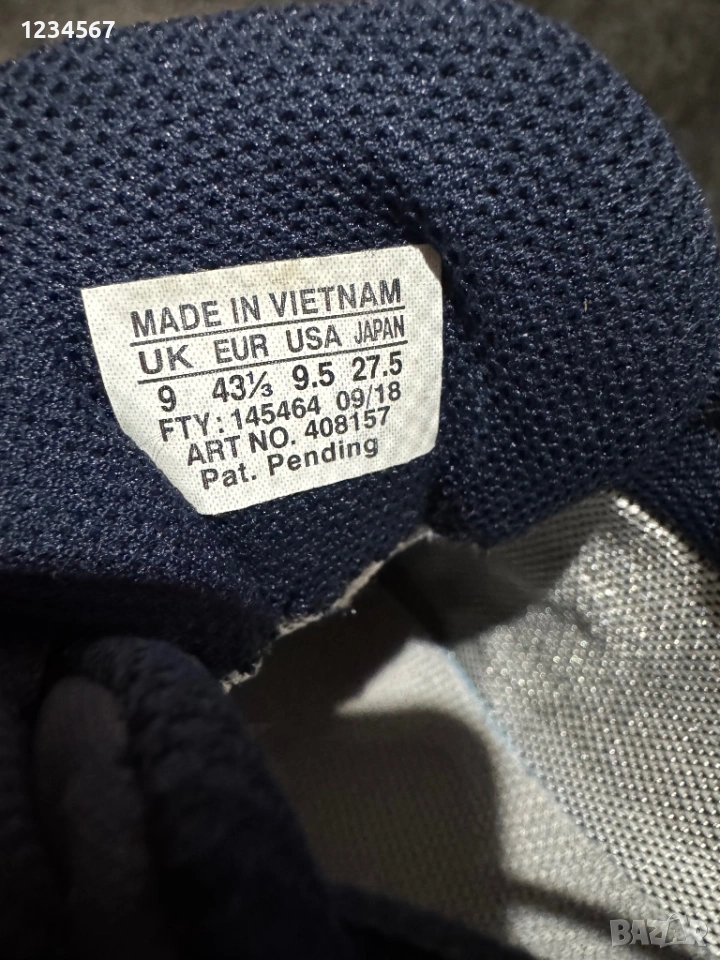 1234567
MADE IN VIETNAM
UK EUR USA JAPAN
9 43⅓ 9.5 27.5
FTY: 145464 09/18
ART NO. 408157
Pat. Pending
BAZAR